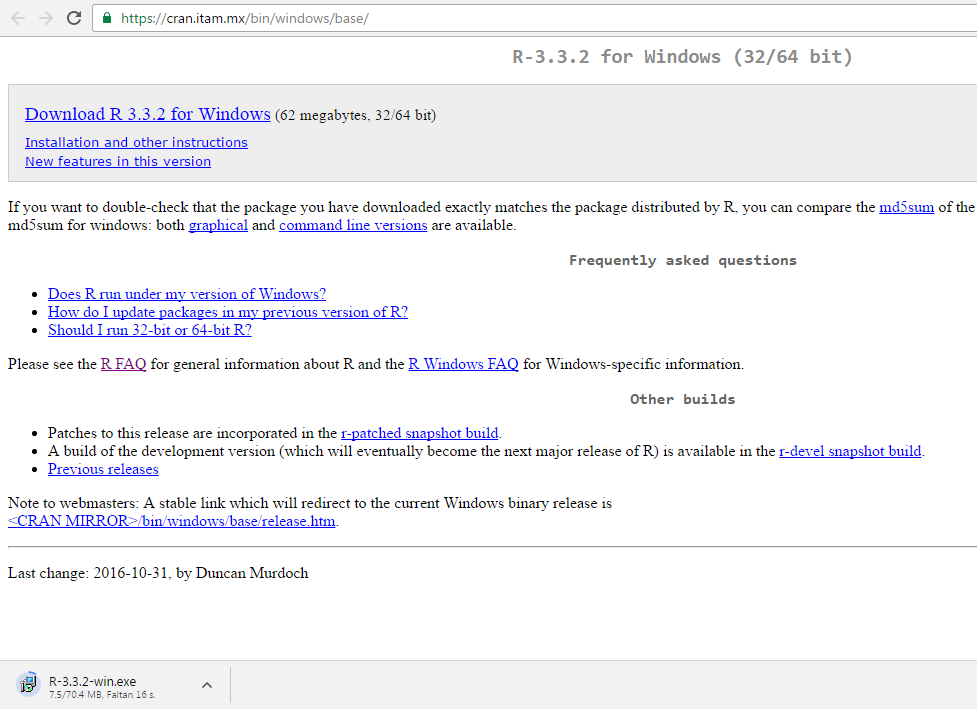 https://cran.itam.mx/bin/windows/base/
R-3.3.2 for Windows (32/64 bit)
Download R 3.3.2 for Windows (62 megabytes, 32/64 bit)
Installation and other instructions
New features in this version
If you want to double-check that the package you have downloaded exactly matches the package distributed by R, you can compare the md5sum of the
md5sum for windows: both graphical and command line versions are available.
Frequently asked questions
• Does R run under my version of Windows?
• How do I update packages in my previous version of R?
• Should I run 32-bit or 64-bit R?
Please see the R FAQ for general information about R and the R Windows FAQ for Windows-specific information.
Other builds
• Patches to this release are incorporated in the r-patched snapshot build.
• A build of the development version (which will eventually become the next major release of R) is available in the r-devel snapshot build.
• Previous releases
Note to webmasters: A stable link which will redirect to the current Windows binary release is
<CRAN MIRROR>/bin/windows/base/release.htm.
Last change: 2016-10-31, by Duncan Murdoch
R-3.3.2-win.exe
7.5/70.4 MB, Faltan 16 s.